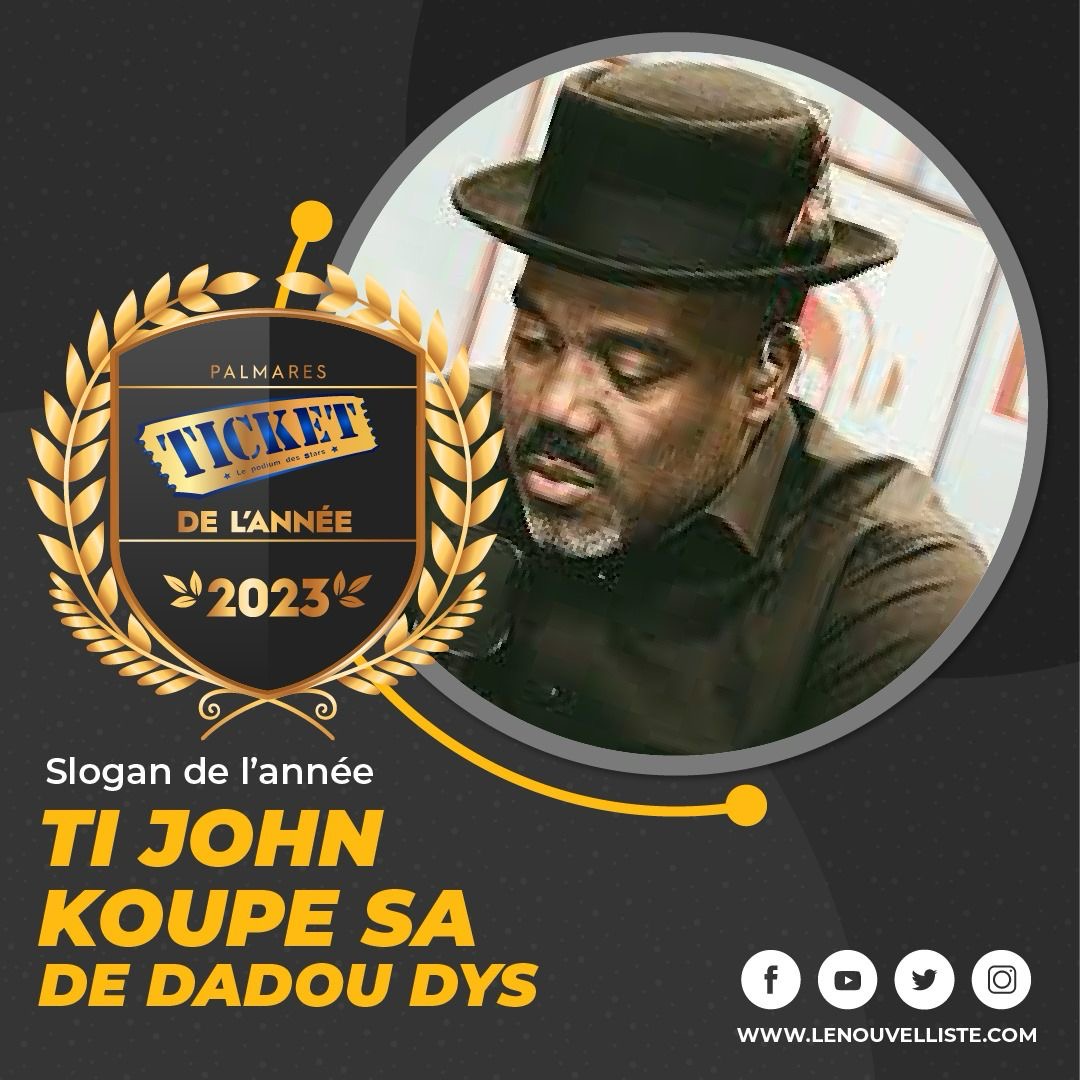 PALMARES
TICKET
Le podium des stars
DE L'ANNÉE
2023
Slogan de l'année
TI JOHN
KOUPE SA
DE DADOU DYS
WWW.LENOUVELLISTE.COM